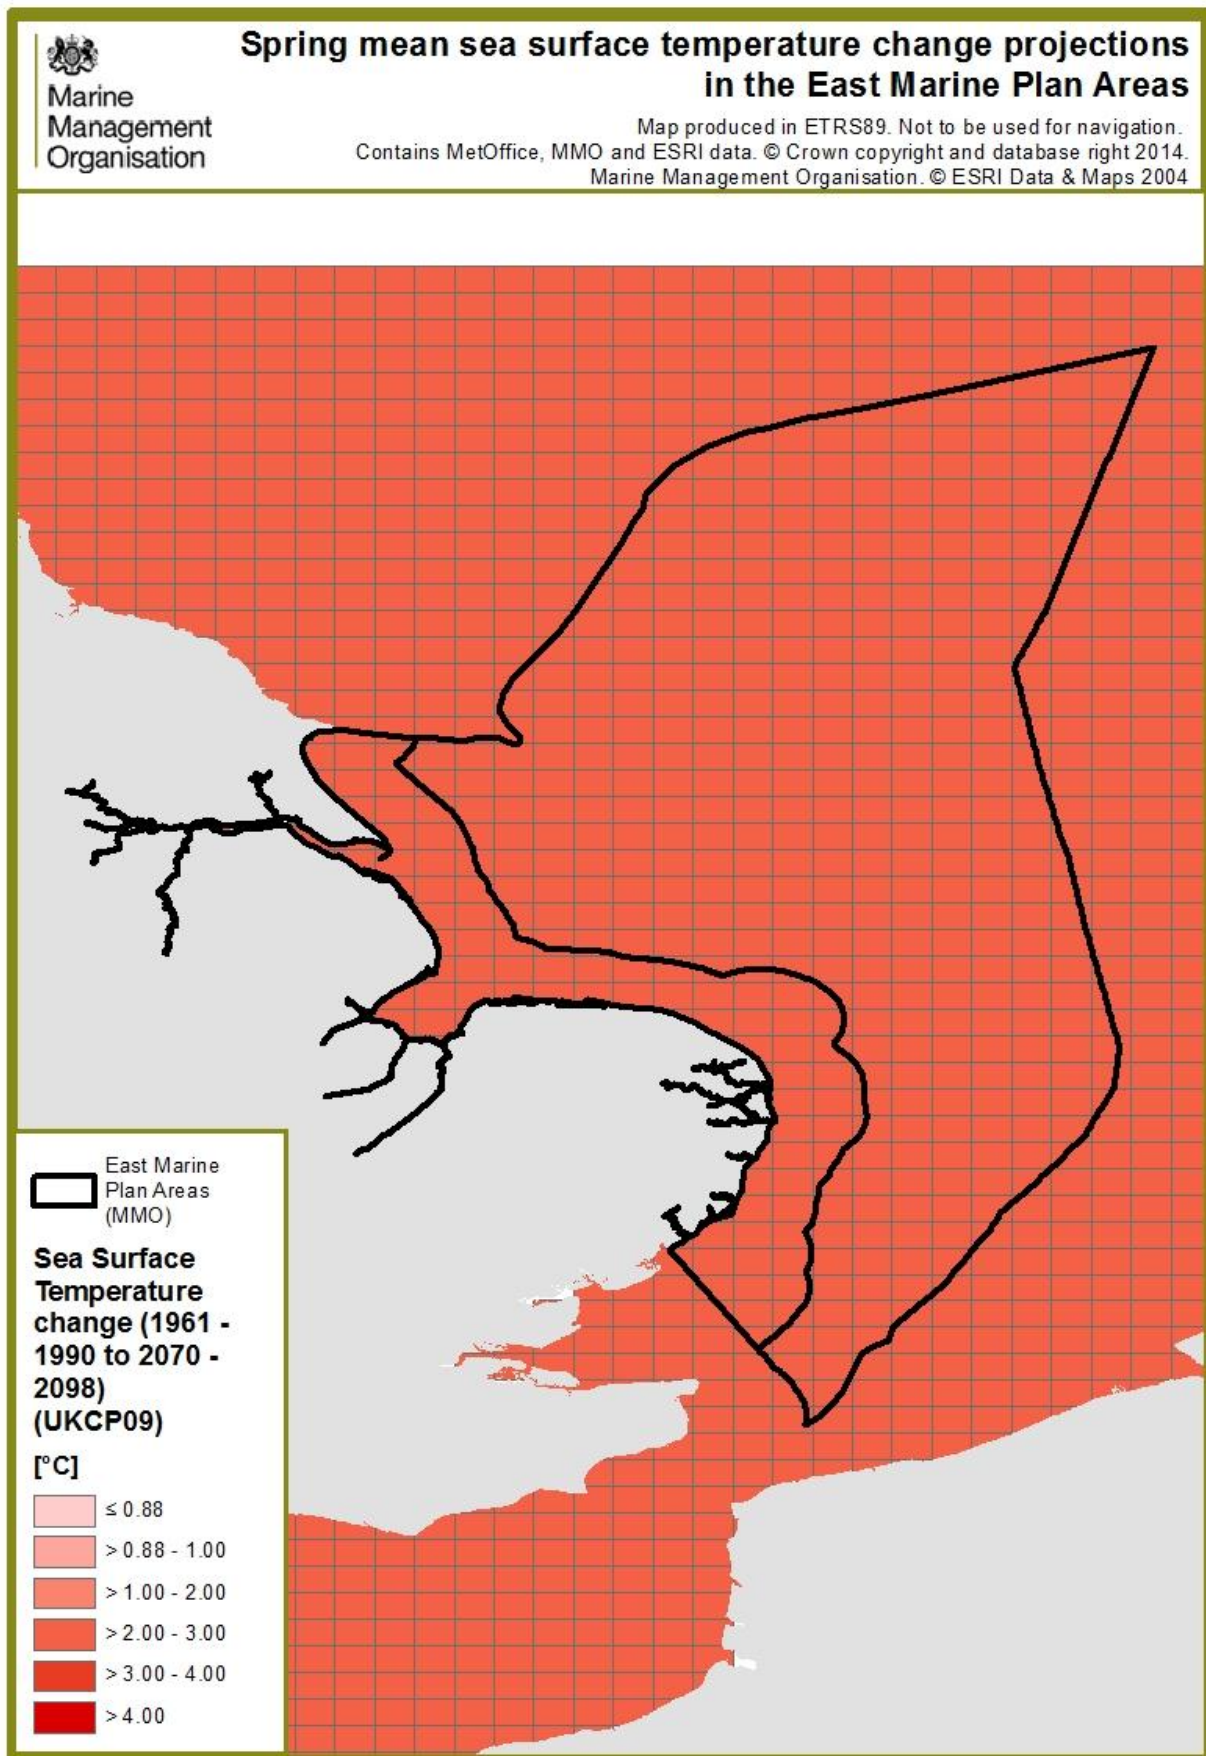 Marine
Management
Organisation
Spring mean sea surface temperature change projections
in the East Marine Plan Areas
Map produced in ETRS89. Not to be used for navigation.
Contains MetOffice, MMO and ESRI data. © Crown copyright and database right 2014.
Marine Management Organisation. © ESRI Data & Maps 2004
East Marine
Plan Areas
(MMO)
Sea Surface
Temperature
change (1961 -
1990 to 2070 -
2098)
(UKCP09)
[°C]
≤ 0.88
> 0.88 - 1.00
> 1.00 - 2.00
> 2.00 - 3.00
> 3.00 - 4.00
> 4.00